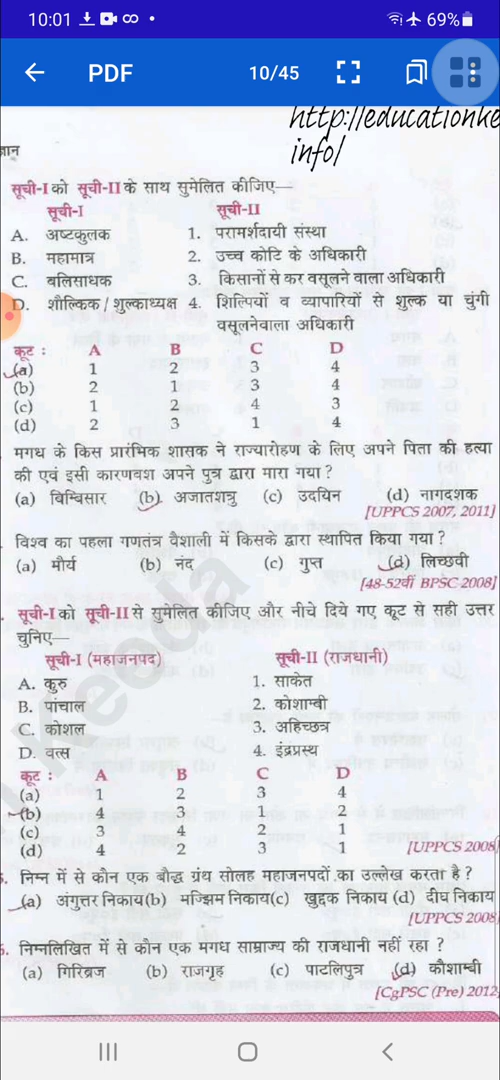 10:01 69%
PDF 10/45
http://educationke
info/
ज्ञान
सूची-I को सूची-II के साथ सुमेलित कीजिए—
सूची-I सूची-II
A. अष्टकुलक 1. परामर्शदायी संस्था
B. महामात्र 2. उच्च कोटि के अधिकारी
C. बलिसाधक 3. किसानों से कर वसूलने वाला अधिकारी
D. शौल्किक/शुल्काध्यक्ष 4. शिल्पियों व व्यापारियों से शुल्क या चुंगी
वसूलनेवाला अधिकारी
कूट : A B C D
(a) 1 2 3 4
(b) 2 1 3 4
(c) 1 2 4 3
(d) 2 3 1 4
मगध के किस प्रारंभिक शासक ने राज्यारोहण के लिए अपने पिता की हत्या
की एवं इसी कारणवश अपने पुत्र द्वारा मारा गया ?
(a) बिम्बिसार (b) अजातशत्रु (c) उदयिन (d) नागदशक
[UPPCS 2007, 2011]
विश्व का पहला गणतंत्र वैशाली में किसके द्वारा स्थापित किया गया ?
(a) मौर्य (b) नंद (c) गुप्त (d) लिच्छवी
[48-52वीं BPSC 2008]
सूची-I को सूची-II से सुमेलित कीजिए और नीचे दिये गए कूट से सही उत्तर
चुनिए—
सूची-I (महाजनपद) सूची-II (राजधानी)
A. कुरु 1. साकेत
B. पांचाल 2. कोशाम्बी
C. कोशल 3. अहिच्छत्र
D. वत्स 4. इंद्रप्रस्थ
कूट : A B C D
(a) 1 2 3 4
(b) 4 3 1 2
(c) 3 4 2 1
(d) 4 2 3 1 [UPPCS 2008]
5. निम्न में से कौन एक बौद्ध ग्रंथ सोलह महाजनपदों का उल्लेख करता है ?
(a) अंगुत्तर निकाय (b) मज्झिम निकाय (c) खुद्दक निकाय (d) दीघ निकाय
[UPPCS 2008]
6. निम्नलिखित में से कौन एक मगध साम्राज्य की राजधानी नहीं रहा ?
(a) गिरिव्रज (b) राजगृह (c) पाटलिपुत्र (d) कौशाम्बी
[CgPSC (Pre) 2012]